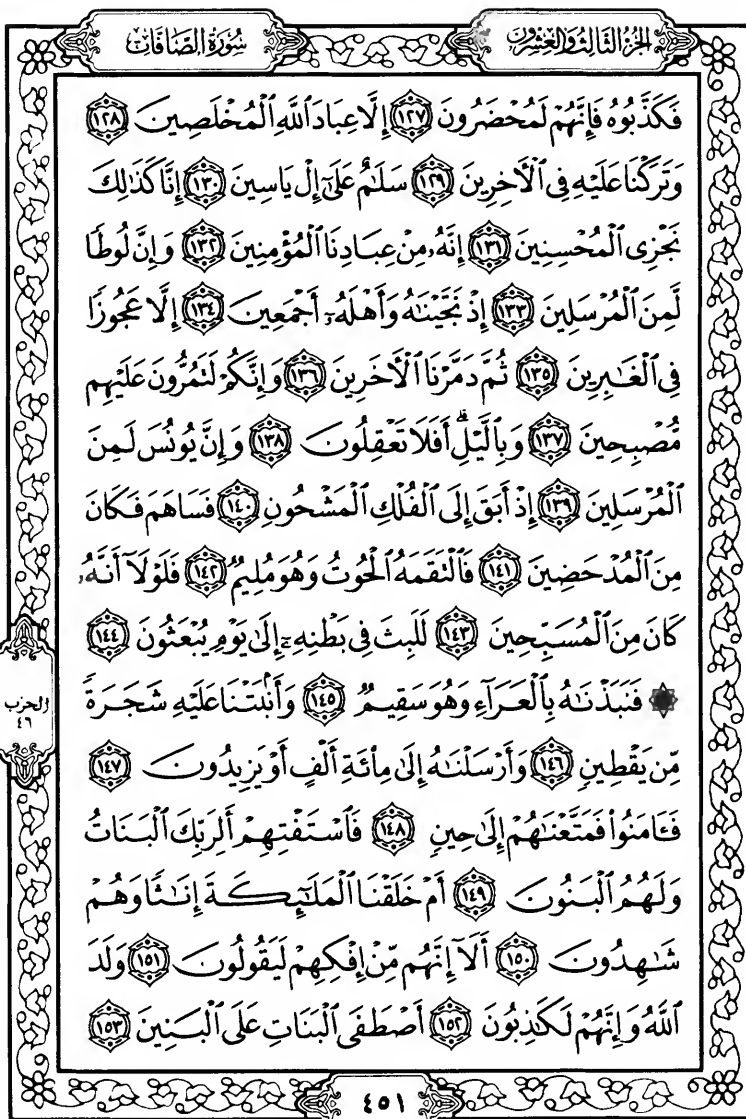 الجزء الثالث والعشرون
سورة الصافات
فَكَذَّبُوهُ فَإِنَّهُمْ لَمُحْضَرُونَ ١٢٧ إِلَّا عِبَادَ ٱللَّهِ ٱلْمُخْلَصِينَ ١٢٨
وَتَرَكْنَا عَلَيْهِ فِي ٱلْأَخِرِينَ ١٢٩ سَلَٰمٌ عَلَىٰٓ إِلْ يَاسِينَ ١٣٠ إِنَّا كَذَٰلِكَ
نَجْزِي ٱلْمُحْسِنِينَ ١٣١ إِنَّهُۥ مِنْ عِبَادِنَا ٱلْمُؤْمِنِينَ ١٣٢ وَإِنَّ لُوطًا
لَّمِنَ ٱلْمُرْسَلِينَ ١٣٣ إِذْ نَجَّيْنَٰهُ وَأَهْلَهُۥٓ أَجْمَعِينَ ١٣٤ إِلَّا عَجُوزًا
فِي ٱلْغَٰبِرِينَ ١٣٥ ثُمَّ دَمَّرْنَا ٱلْأَخَرِينَ ١٣٦ وَإِنَّكُمْ لَتَمُرُّونَ عَلَيْهِم
مُّصْبِحِينَ ١٣٧ وَبِٱلَّيْلِ ۗ أَفَلَا تَعْقِلُونَ ١٣٨ وَإِنَّ يُونُسَ لَمِنَ
ٱلْمُرْسَلِينَ ١٣٩ إِذْ أَبَقَ إِلَى ٱلْفُلْكِ ٱلْمَشْحُونِ ١٤٠ فَسَاهَمَ فَكَانَ
مِنَ ٱلْمُدْحَضِينَ ١٤١ فَٱلْتَقَمَهُ ٱلْحُوتُ وَهُوَ مُلِيمٌ ١٤٢ فَلَوْلَآ أَنَّهُۥ
كَانَ مِنَ ٱلْمُسَبِّحِينَ ١٤٣ لَلَبِثَ فِي بَطْنِهِۦٓ إِلَىٰ يَوْمِ يُبْعَثُونَ ١٤٤
الحزب
٤٦
۞ فَنَبَذْنَٰهُ بِٱلْعَرَآءِ وَهُوَ سَقِيمٌ ١٤٥ وَأَنۢبَتْنَا عَلَيْهِ شَجَرَةً
مِّن يَقْطِينٍ ١٤٦ وَأَرْسَلْنَٰهُ إِلَىٰ مِا۟ئَةِ أَلْفٍ أَوْ يَزِيدُونَ ١٤٧
فَـَٔامَنُوا۟ فَمَتَّعْنَٰهُمْ إِلَىٰ حِينٍ ١٤٨ فَٱسْتَفْتِهِمْ أَلِرَبِّكَ ٱلْبَنَاتُ
وَلَهُمُ ٱلْبَنُونَ ١٤٩ أَمْ خَلَقْنَا ٱلْمَلَٰٓئِكَةَ إِنَٰثًا وَهُمْ
شَٰهِدُونَ ١٥٠ أَلَآ إِنَّهُم مِّنْ إِفْكِهِمْ لَيَقُولُونَ ١٥١ وَلَدَ
ٱللَّهُ وَإِنَّهُمْ لَكَٰذِبُونَ ١٥٢ أَصْطَفَى ٱلْبَنَاتِ عَلَى ٱلْبَنِينَ ١٥٣
٤٥١